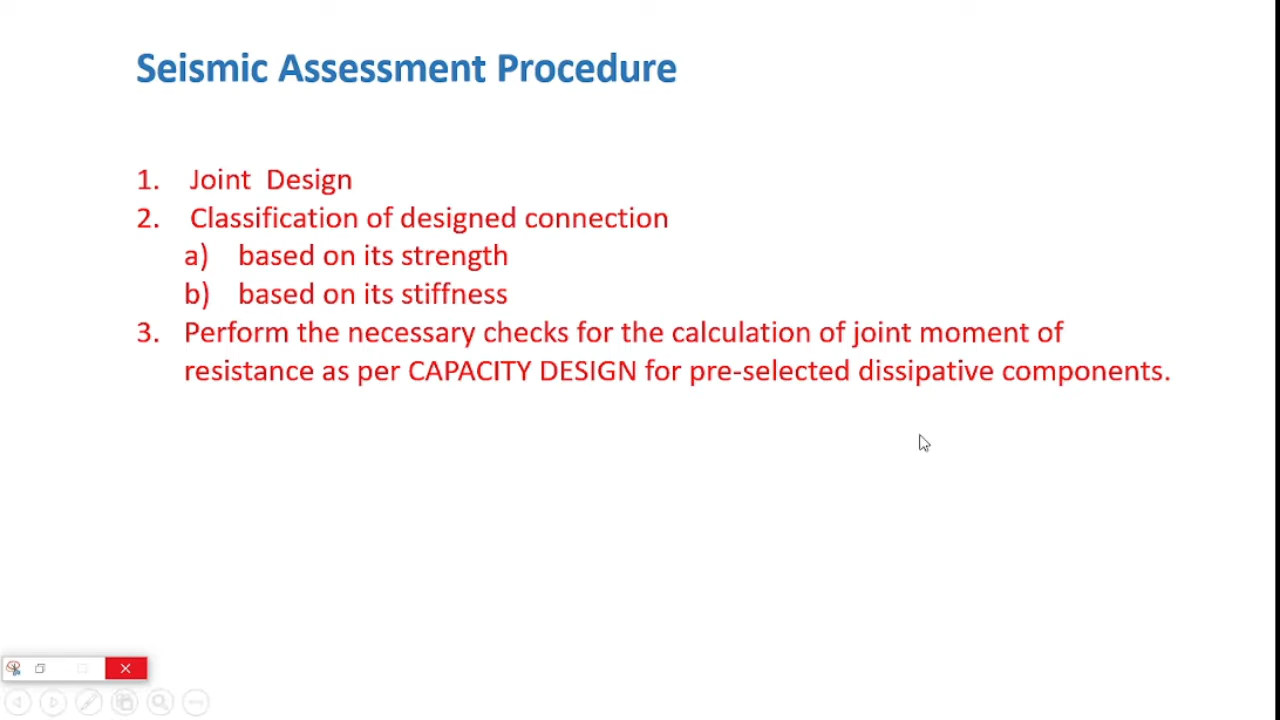 Seismic Assessment Procedure
1. Joint Design
2. Classification of designed connection
a) based on its strength
b) based on its stiffness
3. Perform the necessary checks for the calculation of joint moment of
resistance as per CAPACITY DESIGN for pre-selected dissipative components.